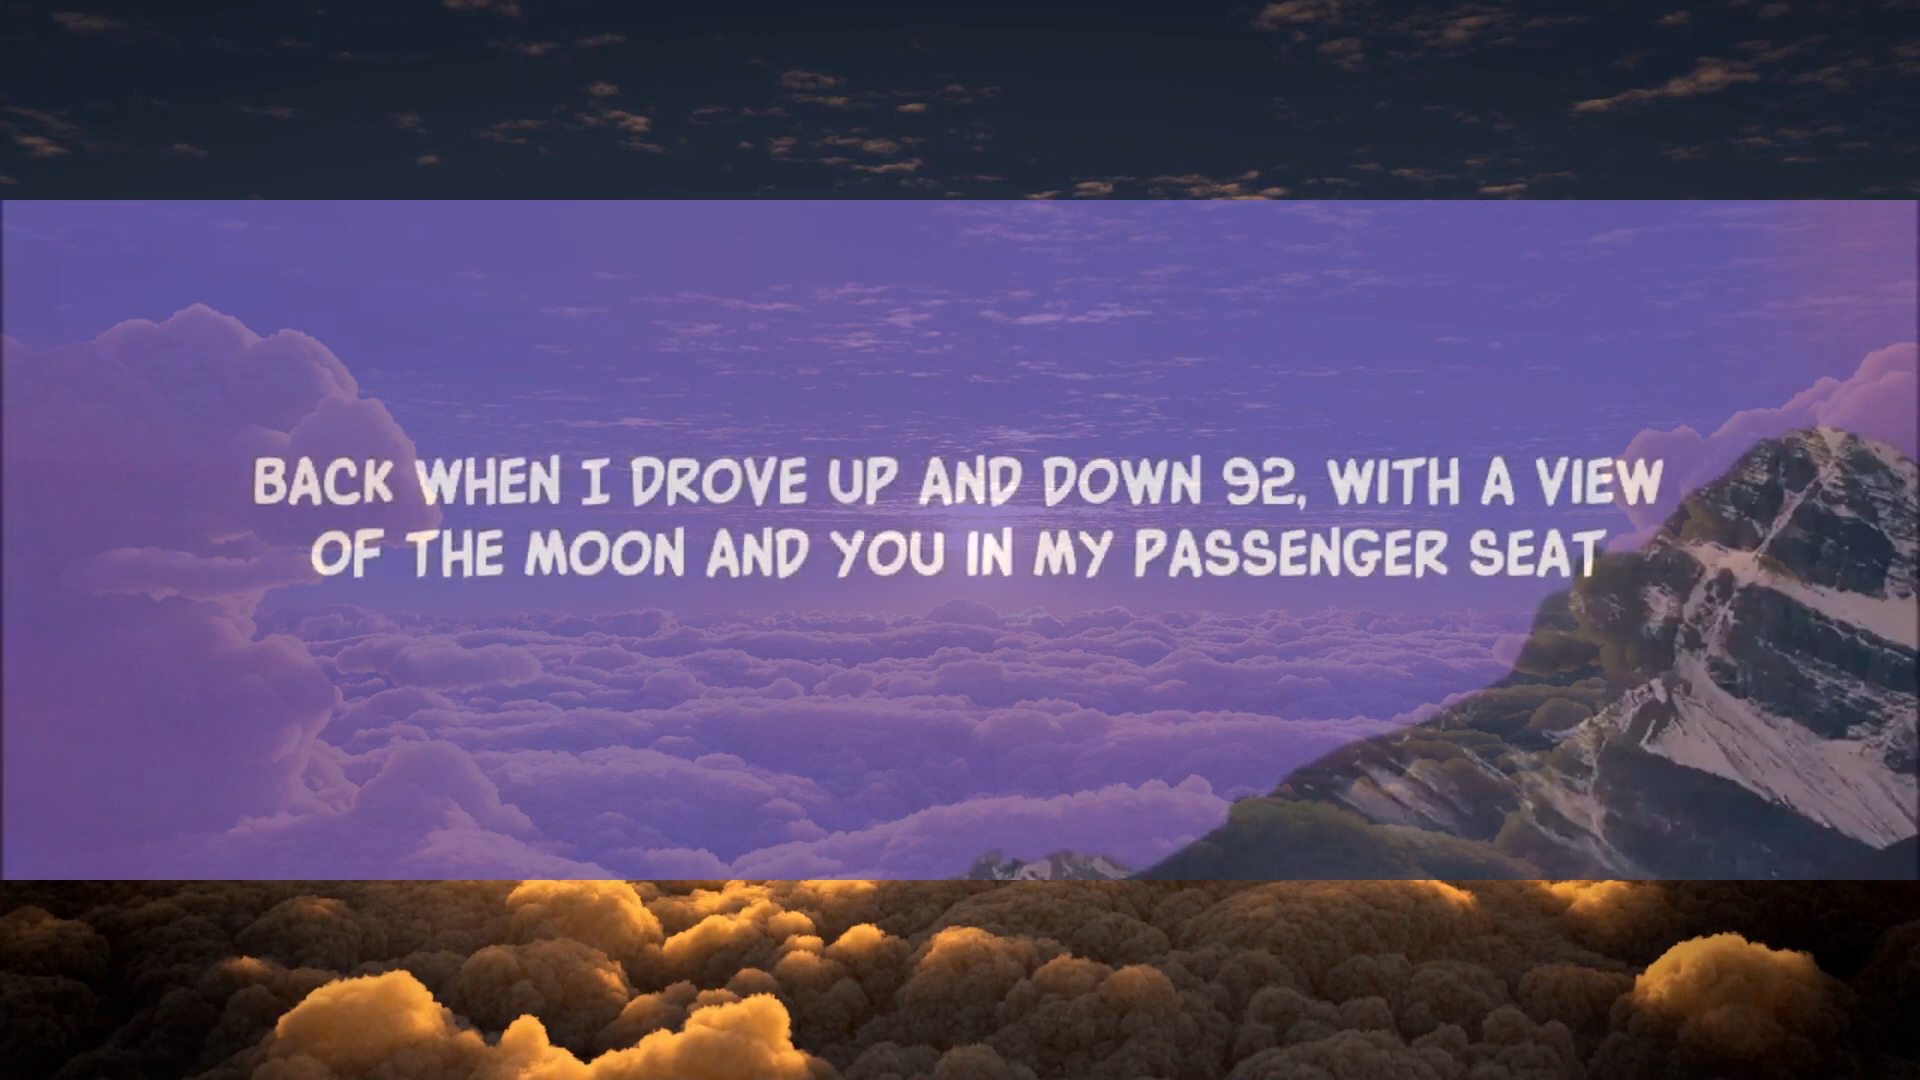 BACK WHEN I DROVE UP AND DOWN 92, WITH A VIEW
OF THE MOON AND YOU IN MY PASSENGER SEAT